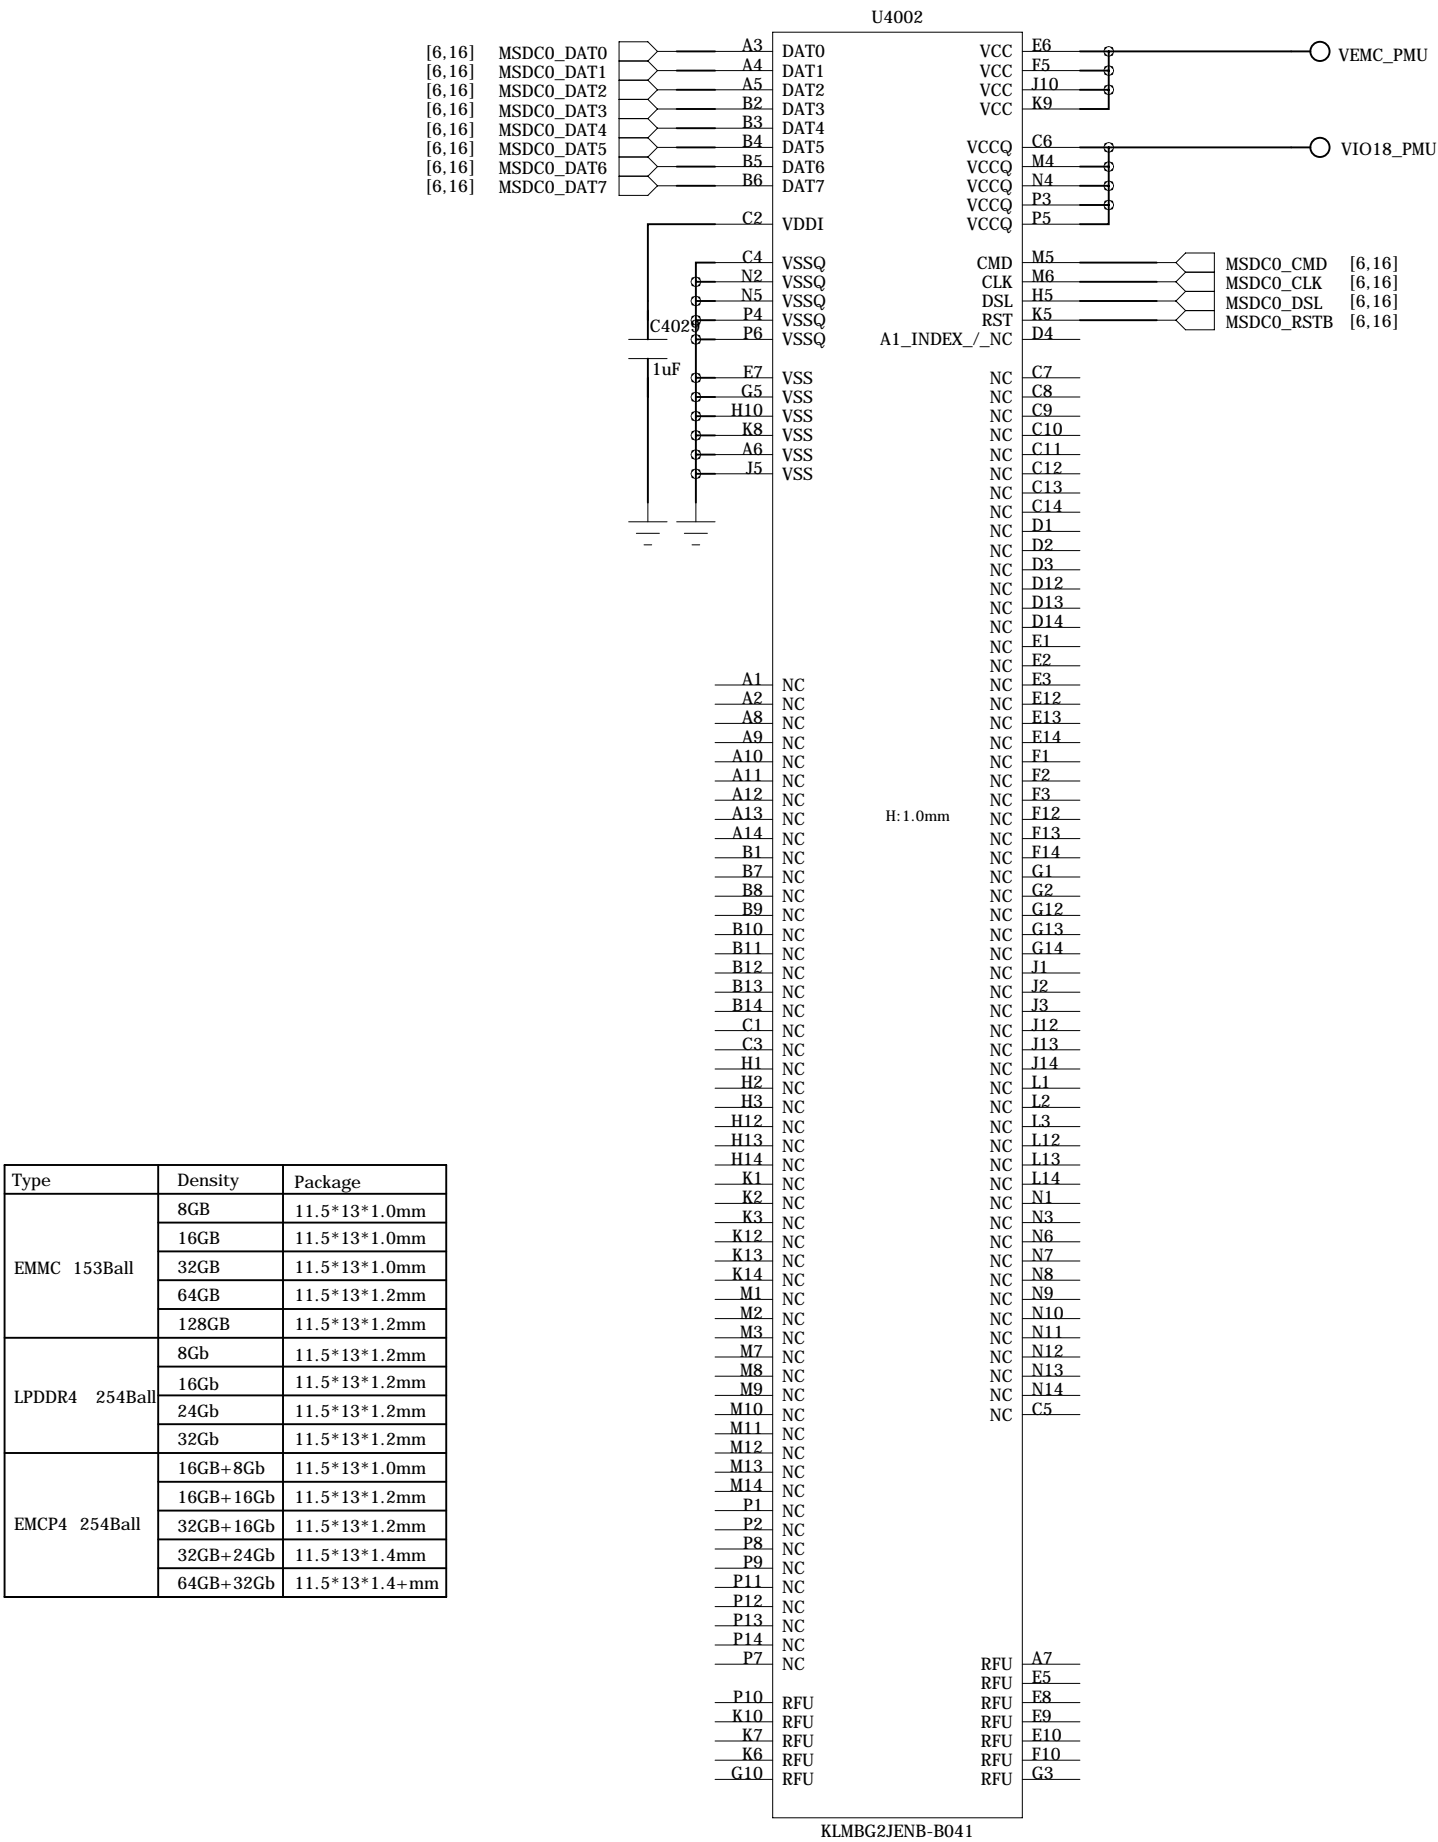 U4002
[6,16] MSDC0_DAT0 A3 DAT0 VCC E6 VEMC_PMU
[6,16] MSDC0_DAT1 A4 DAT1 VCC F5
[6,16] MSDC0_DAT2 A5 DAT2 VCC J10
[6,16] MSDC0_DAT3 B2 DAT3 VCC K9
[6,16] MSDC0_DAT4 B3 DAT4
[6,16] MSDC0_DAT5 B4 DAT5 VCCQ C6 VIO18_PMU
[6,16] MSDC0_DAT6 B5 DAT6 VCCQ M4
[6,16] MSDC0_DAT7 B6 DAT7 VCCQ N4
VCCQ P3
C2 VDDI VCCQ P5
C4 VSSQ CMD M5 MSDC0_CMD [6,16]
N2 VSSQ CLK M6 MSDC0_CLK [6,16]
N5 VSSQ DSL H5 MSDC0_DSL [6,16]
C4029 P4 VSSQ RST K5 MSDC0_RSTB [6,16]
P6 VSSQ A1_INDEX_/_NC D4
1uF E7 VSS NC C7
G5 VSS NC C8
H10 VSS NC C9
K8 VSS NC C10
A6 VSS NC C11
J5 VSS NC C12
NC C13
NC C14
NC D1
NC D2
NC D3
NC D12
NC D13
NC D14
NC E1
NC E2
A1 NC NC E3
A2 NC NC E12
A8 NC NC E13
A9 NC NC E14
A10 NC NC F1
A11 NC NC F2
A12 NC NC F3
A13 NC H:1.0mm NC F12
A14 NC NC F13
B1 NC NC F14
B7 NC NC G1
B8 NC NC G2
B9 NC NC G12
B10 NC NC G13
B11 NC NC G14
B12 NC NC J1
B13 NC NC J2
B14 NC NC J3
C1 NC NC J12
C3 NC NC J13
H1 NC NC J14
H2 NC NC L1
H3 NC NC L2
H12 NC NC L3
H13 NC NC L12
H14 NC NC L13
K1 NC NC L14
K2 NC NC N1
K3 NC NC N3
K12 NC NC N6
K13 NC NC N7
K14 NC NC N8
M1 NC NC N9
M2 NC NC N10
M3 NC NC N11
M7 NC NC N12
M8 NC NC N13
M9 NC NC N14
M10 NC NC C5
M11 NC
M12 NC
M13 NC
M14 NC
P1 NC
P2 NC
P8 NC
P9 NC
P11 NC
P12 NC
P13 NC
P14 NC
P7 NC RFU A7
RFU E5
P10 RFU RFU E8
K10 RFU RFU E9
K7 RFU RFU E10
K6 RFU RFU F10
G10 RFU RFU G3
KLMBG2JENB-B041
Type Density Package
EMMC 153Ball
8GB 11.5*13*1.0mm
16GB 11.5*13*1.0mm
32GB 11.5*13*1.0mm
64GB 11.5*13*1.2mm
128GB 11.5*13*1.2mm
LPDDR4 254Ball
8Gb 11.5*13*1.2mm
16Gb 11.5*13*1.2mm
24Gb 11.5*13*1.2mm
32Gb 11.5*13*1.2mm
EMCP4 254Ball
16GB+8Gb 11.5*13*1.0mm
16GB+16Gb 11.5*13*1.2mm
32GB+16Gb 11.5*13*1.2mm
32GB+24Gb 11.5*13*1.4mm
64GB+32Gb 11.5*13*1.4+mm